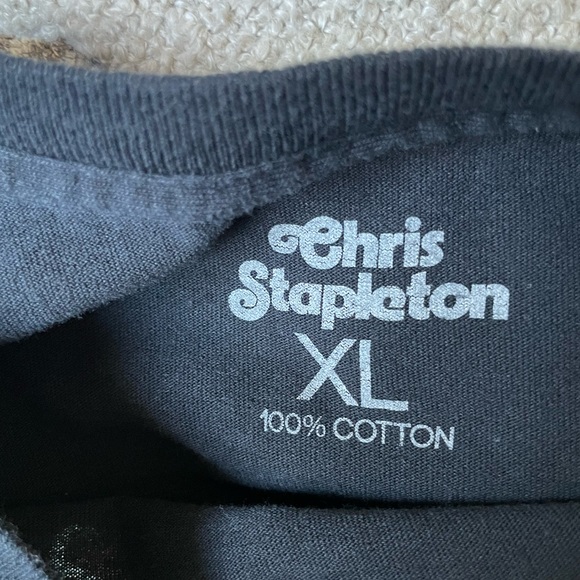 Chris
Stapleton
XL
100% COTTON